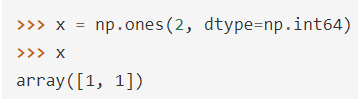 >>> x = np.ones(2, dtype=np.int64)
>>> x
array([1, 1])